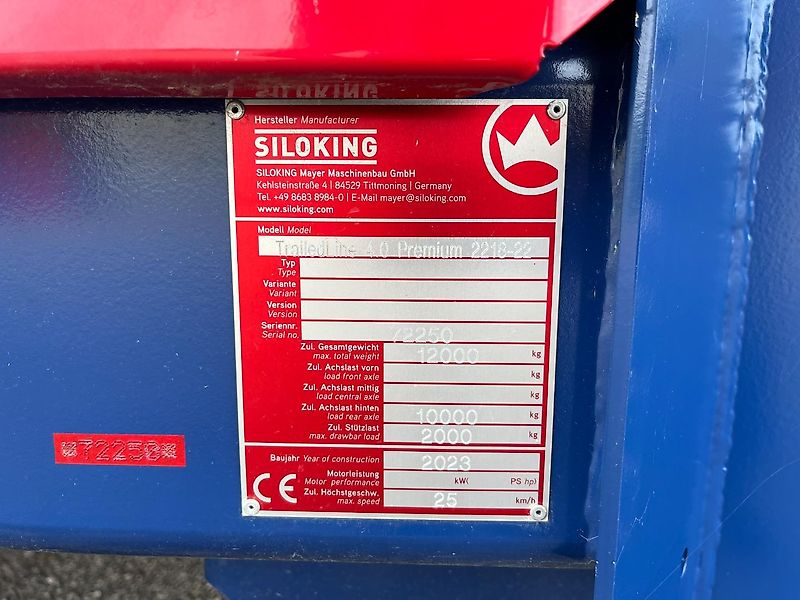 SILOKING
Hersteller Manufacturer
SILOKING
SILOKING Mayer Maschinenbau GmbH
Kehlsteinstraße 4 | 84529 Tittmoning | Germany
Tel. +49 8683 8984-0 | E-Mail mayer@siloking.com
www.siloking.com
Modell Model
TrailedLine 4.0 Premium 2218-22
Typ
Type
Variante
Variant
Version
Version
Seriennr.
Serial no.
72250
Zul. Gesamtgewicht
max. total weight
12000 kg
Zul. Achslast vorn
load front axle
kg
Zul. Achslast mittig
load central axle
kg
Zul. Achslast hinten
load rear axle
10000 kg
Zul. Stützlast
max. drawbar load
2000 kg
*72250*
Baujahr Year of construction
2023
Motorleistung
Motor performance
kW( PS hp)
CE
Zul. Höchstgeschw.
max. speed
25 km/h